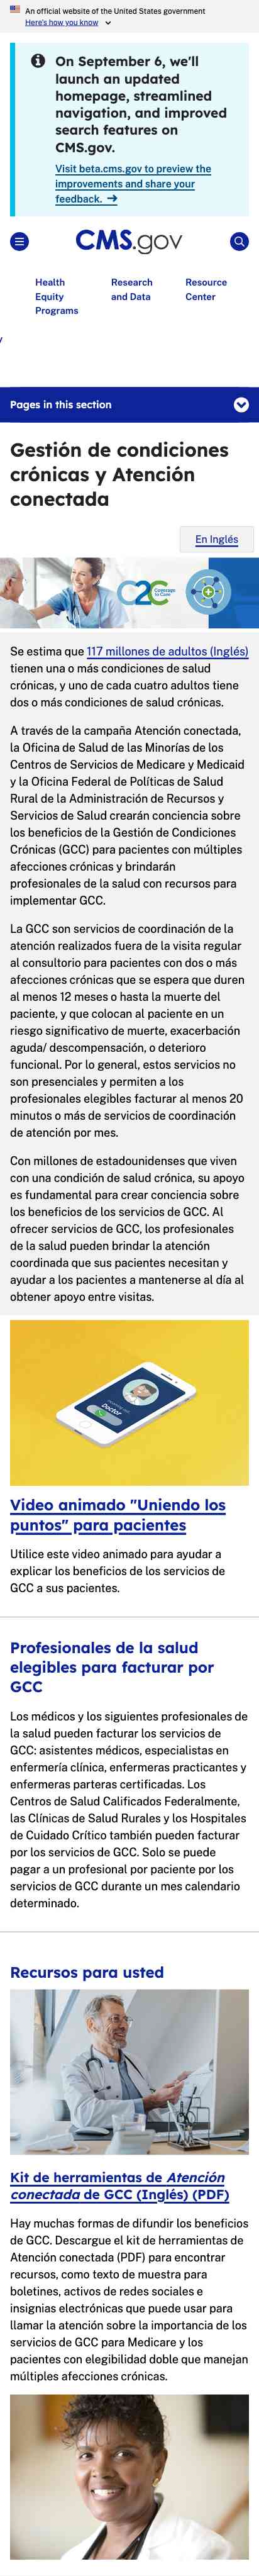 An official website of the United States government
Here's how you know
On September 6, we'll
launch an updated
homepage, streamlined
navigation, and improved
search features on
CMS.gov.
Visit beta.cms.gov to preview the
improvements and share your
feedback.
CMS.gov
Health
Equity
Programs
Research
and Data
Resource
Center
y
Pages in this section
Gestión de condiciones
crónicas y Atención
conectada
En Inglés
C2C Connected
to Care
Se estima que 117 millones de adultos (Inglés)
tienen una o más condiciones de salud
crónicas, y uno de cada cuatro adultos tiene
dos o más condiciones de salud crónicas.
A través de la campaña Atención conectada,
la Oficina de Salud de las Minorías de los
Centros de Servicios de Medicare y Medicaid
y la Oficina Federal de Políticas de Salud
Rural de la Administración de Recursos y
Servicios de Salud crearán conciencia sobre
los beneficios de la Gestión de Condiciones
Crónicas (GCC) para pacientes con múltiples
afecciones crónicas y brindarán
profesionales de la salud con recursos para
implementar GCC.
La GCC son servicios de coordinación de la
atención realizados fuera de la visita regular
al consultorio para pacientes con dos o más
afecciones crónicas que se espera que duren
al menos 12 meses o hasta la muerte del
paciente, y que colocan al paciente en un
riesgo significativo de muerte, exacerbación
aguda/ descompensación, o deterioro
funcional. Por lo general, estos servicios no
son presenciales y permiten a los
profesionales elegibles facturar al menos 20
minutos o más de servicios de coordinación
de atención por mes.
Con millones de estadounidenses que viven
con una condición de salud crónica, su apoyo
es fundamental para crear conciencia sobre
los beneficios de los servicios de GCC. Al
ofrecer servicios de GCC, los profesionales
de la salud pueden brindar la atención
coordinada que sus pacientes necesitan y
ayudar a los pacientes a mantenerse al día al
obtener apoyo entre visitas.
Doctor
Video animado "Uniendo los
puntos" para pacientes
Utilice este video animado para ayudar a
explicar los beneficios de los servicios de
GCC a sus pacientes.
Profesionales de la salud
elegibles para facturar por
GCC
Los médicos y los siguientes profesionales de
la salud pueden facturar los servicios de
GCC: asistentes médicos, especialistas en
enfermería clínica, enfermeras practicantes y
enfermeras parteras certificadas. Los
Centros de Salud Calificados Federalmente,
las Clínicas de Salud Rurales y los Hospitales
de Cuidado Crítico también pueden facturar
por los servicios de GCC. Solo se puede
pagar a un profesional por paciente por los
servicios de GCC durante un mes calendario
determinado.
Recursos para usted
Kit de herramientas de Atención
conectada de GCC (Inglés) (PDF)
Hay muchas formas de difundir los beneficios
de GCC. Descargue el kit de herramientas de
Atención conectada (PDF) para encontrar
recursos, como texto de muestra para
boletines, activos de redes sociales e
insignias electrónicas que puede usar para
llamar la atención sobre la importancia de los
servicios de GCC para Medicare y los
pacientes con elegibilidad doble que manejan
múltiples afecciones crónicas.